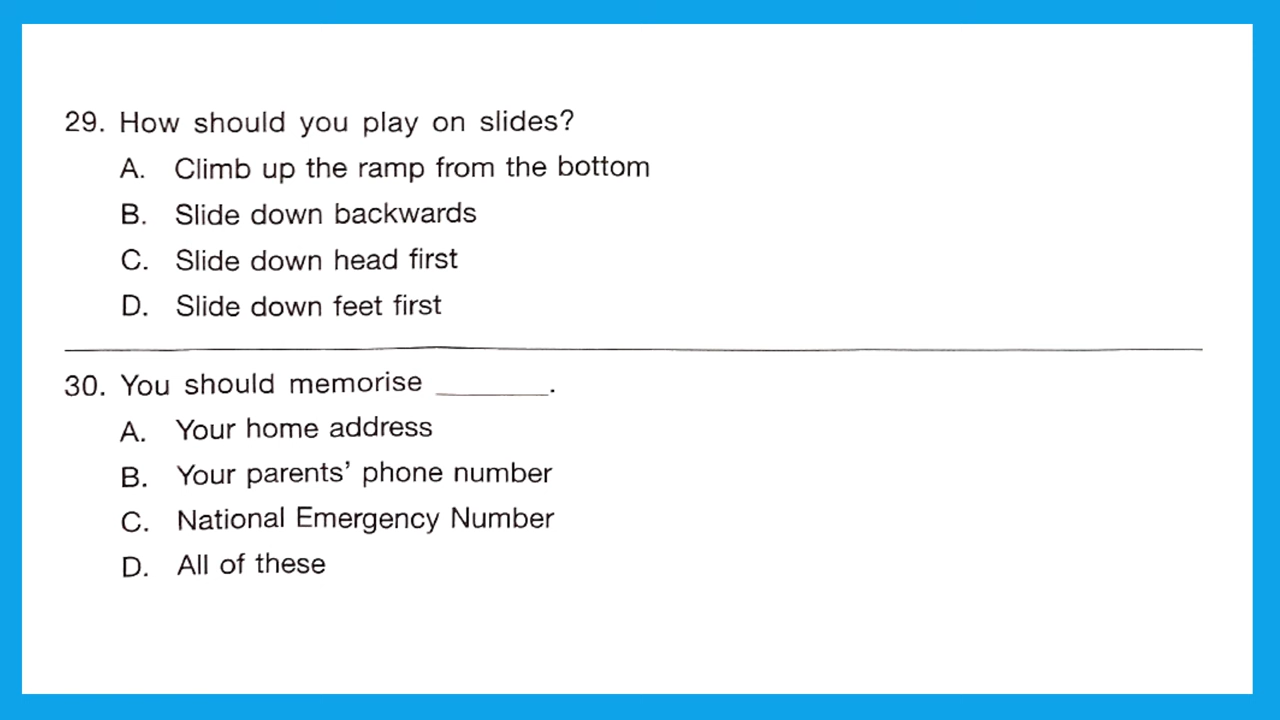 29. How should you play on slides?
A. Climb up the ramp from the bottom
B. Slide down backwards
C. Slide down head first
D. Slide down feet first
30. You should memorise _______.
A. Your home address
B. Your parents’ phone number
C. National Emergency Number
D. All of these